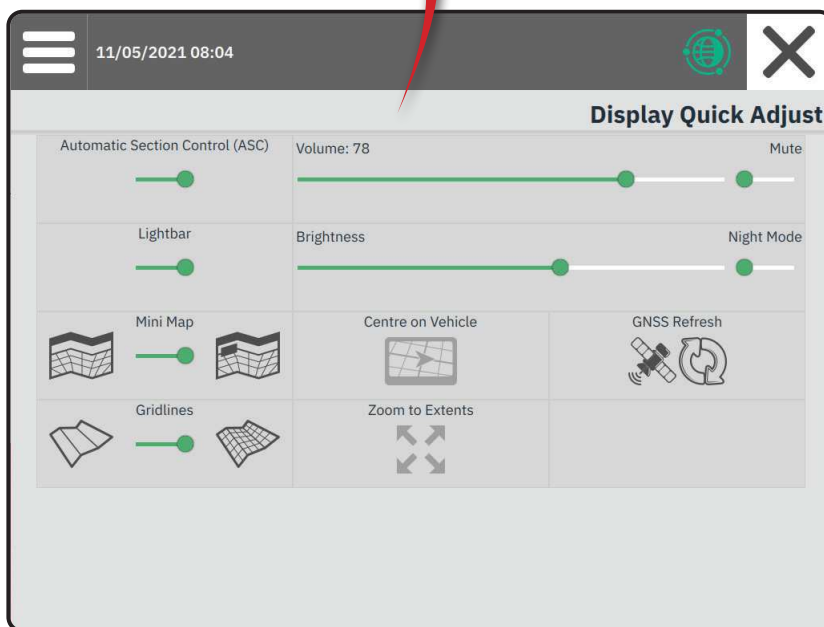 11/05/2021 08:04
Display Quick Adjust
Automatic Section Control (ASC)
Volume: 78
Mute
Lightbar
Brightness
Night Mode
Mini Map
Centre on Vehicle
GNSS Refresh
Gridlines
Zoom to Extents